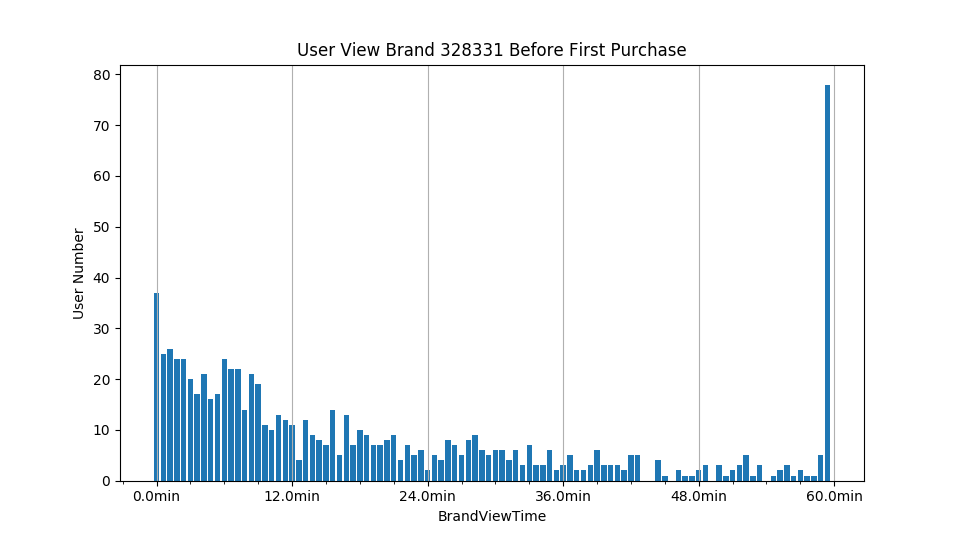 User View Brand 328331 Before First Purchase
80
70
60
50
40
30
20
10
0
User Number
0.0min 12.0min 24.0min 36.0min 48.0min 60.0min
BrandViewTime